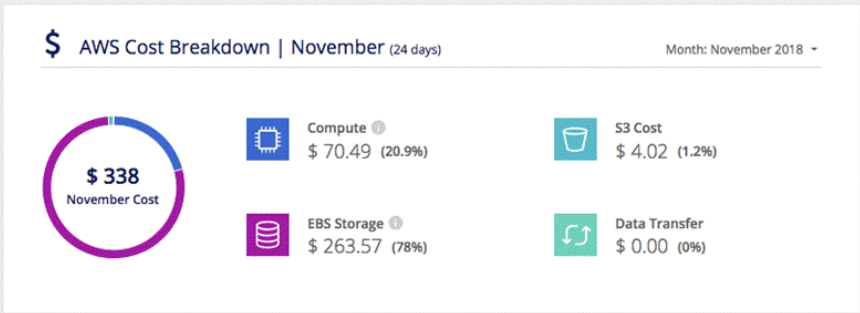 $ AWS Cost Breakdown | November (24 days)
Month: November 2018
$ 338
November Cost
Compute
$ 70.49 (20.9%)
S3 Cost
$ 4.02 (1.2%)
EBS Storage
$ 263.57 (78%)
Data Transfer
$ 0.00 (0%)